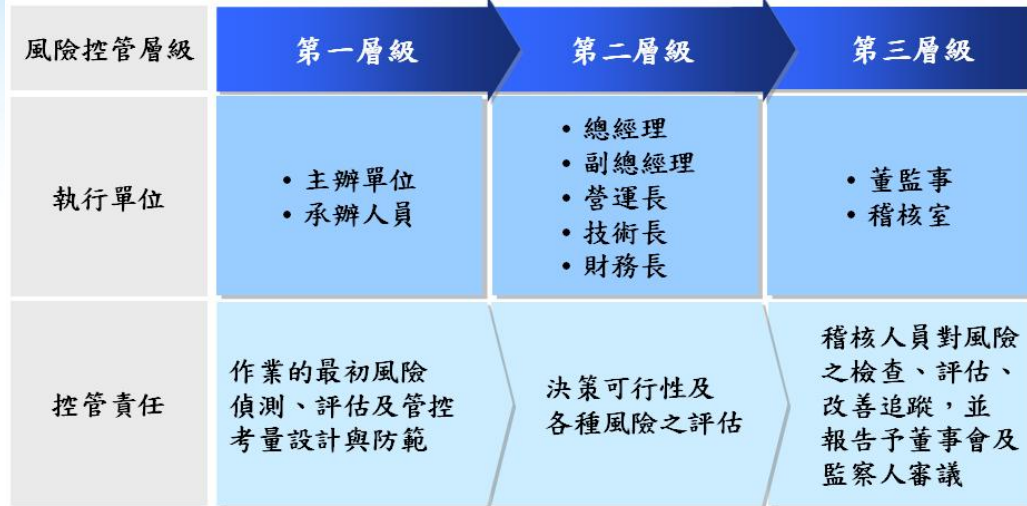 風險控管層級
第一層級
第二層級
第三層級
執行單位
• 主辦單位
• 承辦人員
• 總經理
• 副總經理
• 營運長
• 技術長
• 財務長
• 董監事
• 稽核室
控管責任
作業的最初風險
偵測、評估及管控
考量設計與防範
決策可行性及
各種風險之評估
稽核人員對風險
之檢查、評估、
改善追蹤，並
報告予董事會及
監察人審議